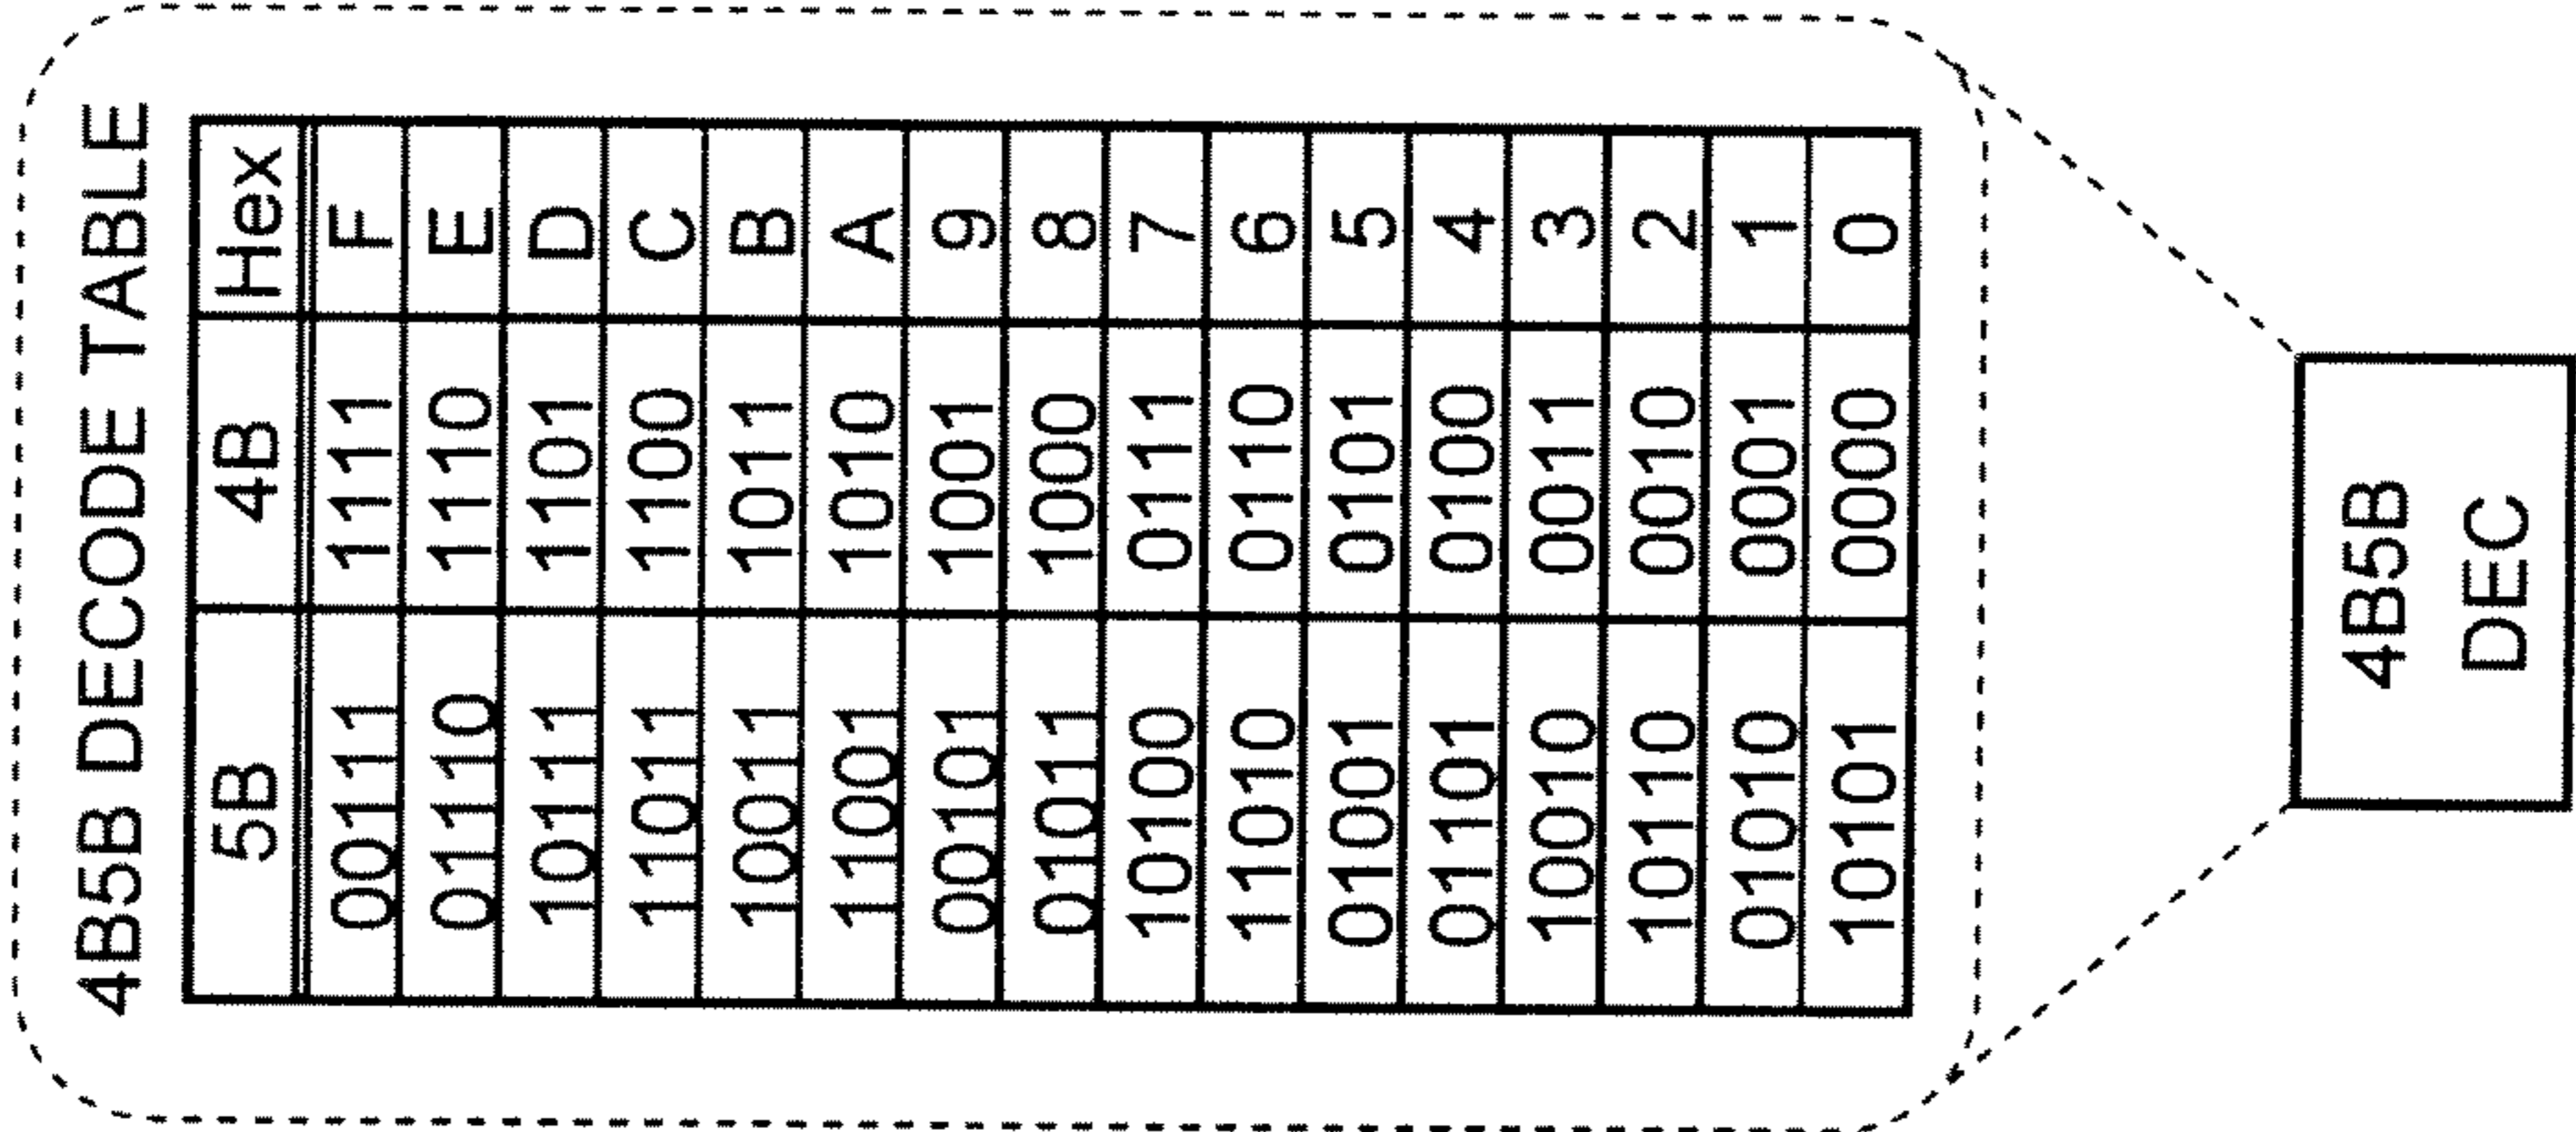 4B5B DECODE TABLE
5B 4B Hex
00111 1111 F
01110 1110 E
10111 1101 D
11011 1100 C
10011 1011 B
11001 1010 A
00101 1001 9
01011 1000 8
10100 0111 7
11010 0110 6
01001 0101 5
01101 0100 4
10010 0011 3
10110 0010 2
01010 0001 1
10101 0000 0
4B5B
DEC